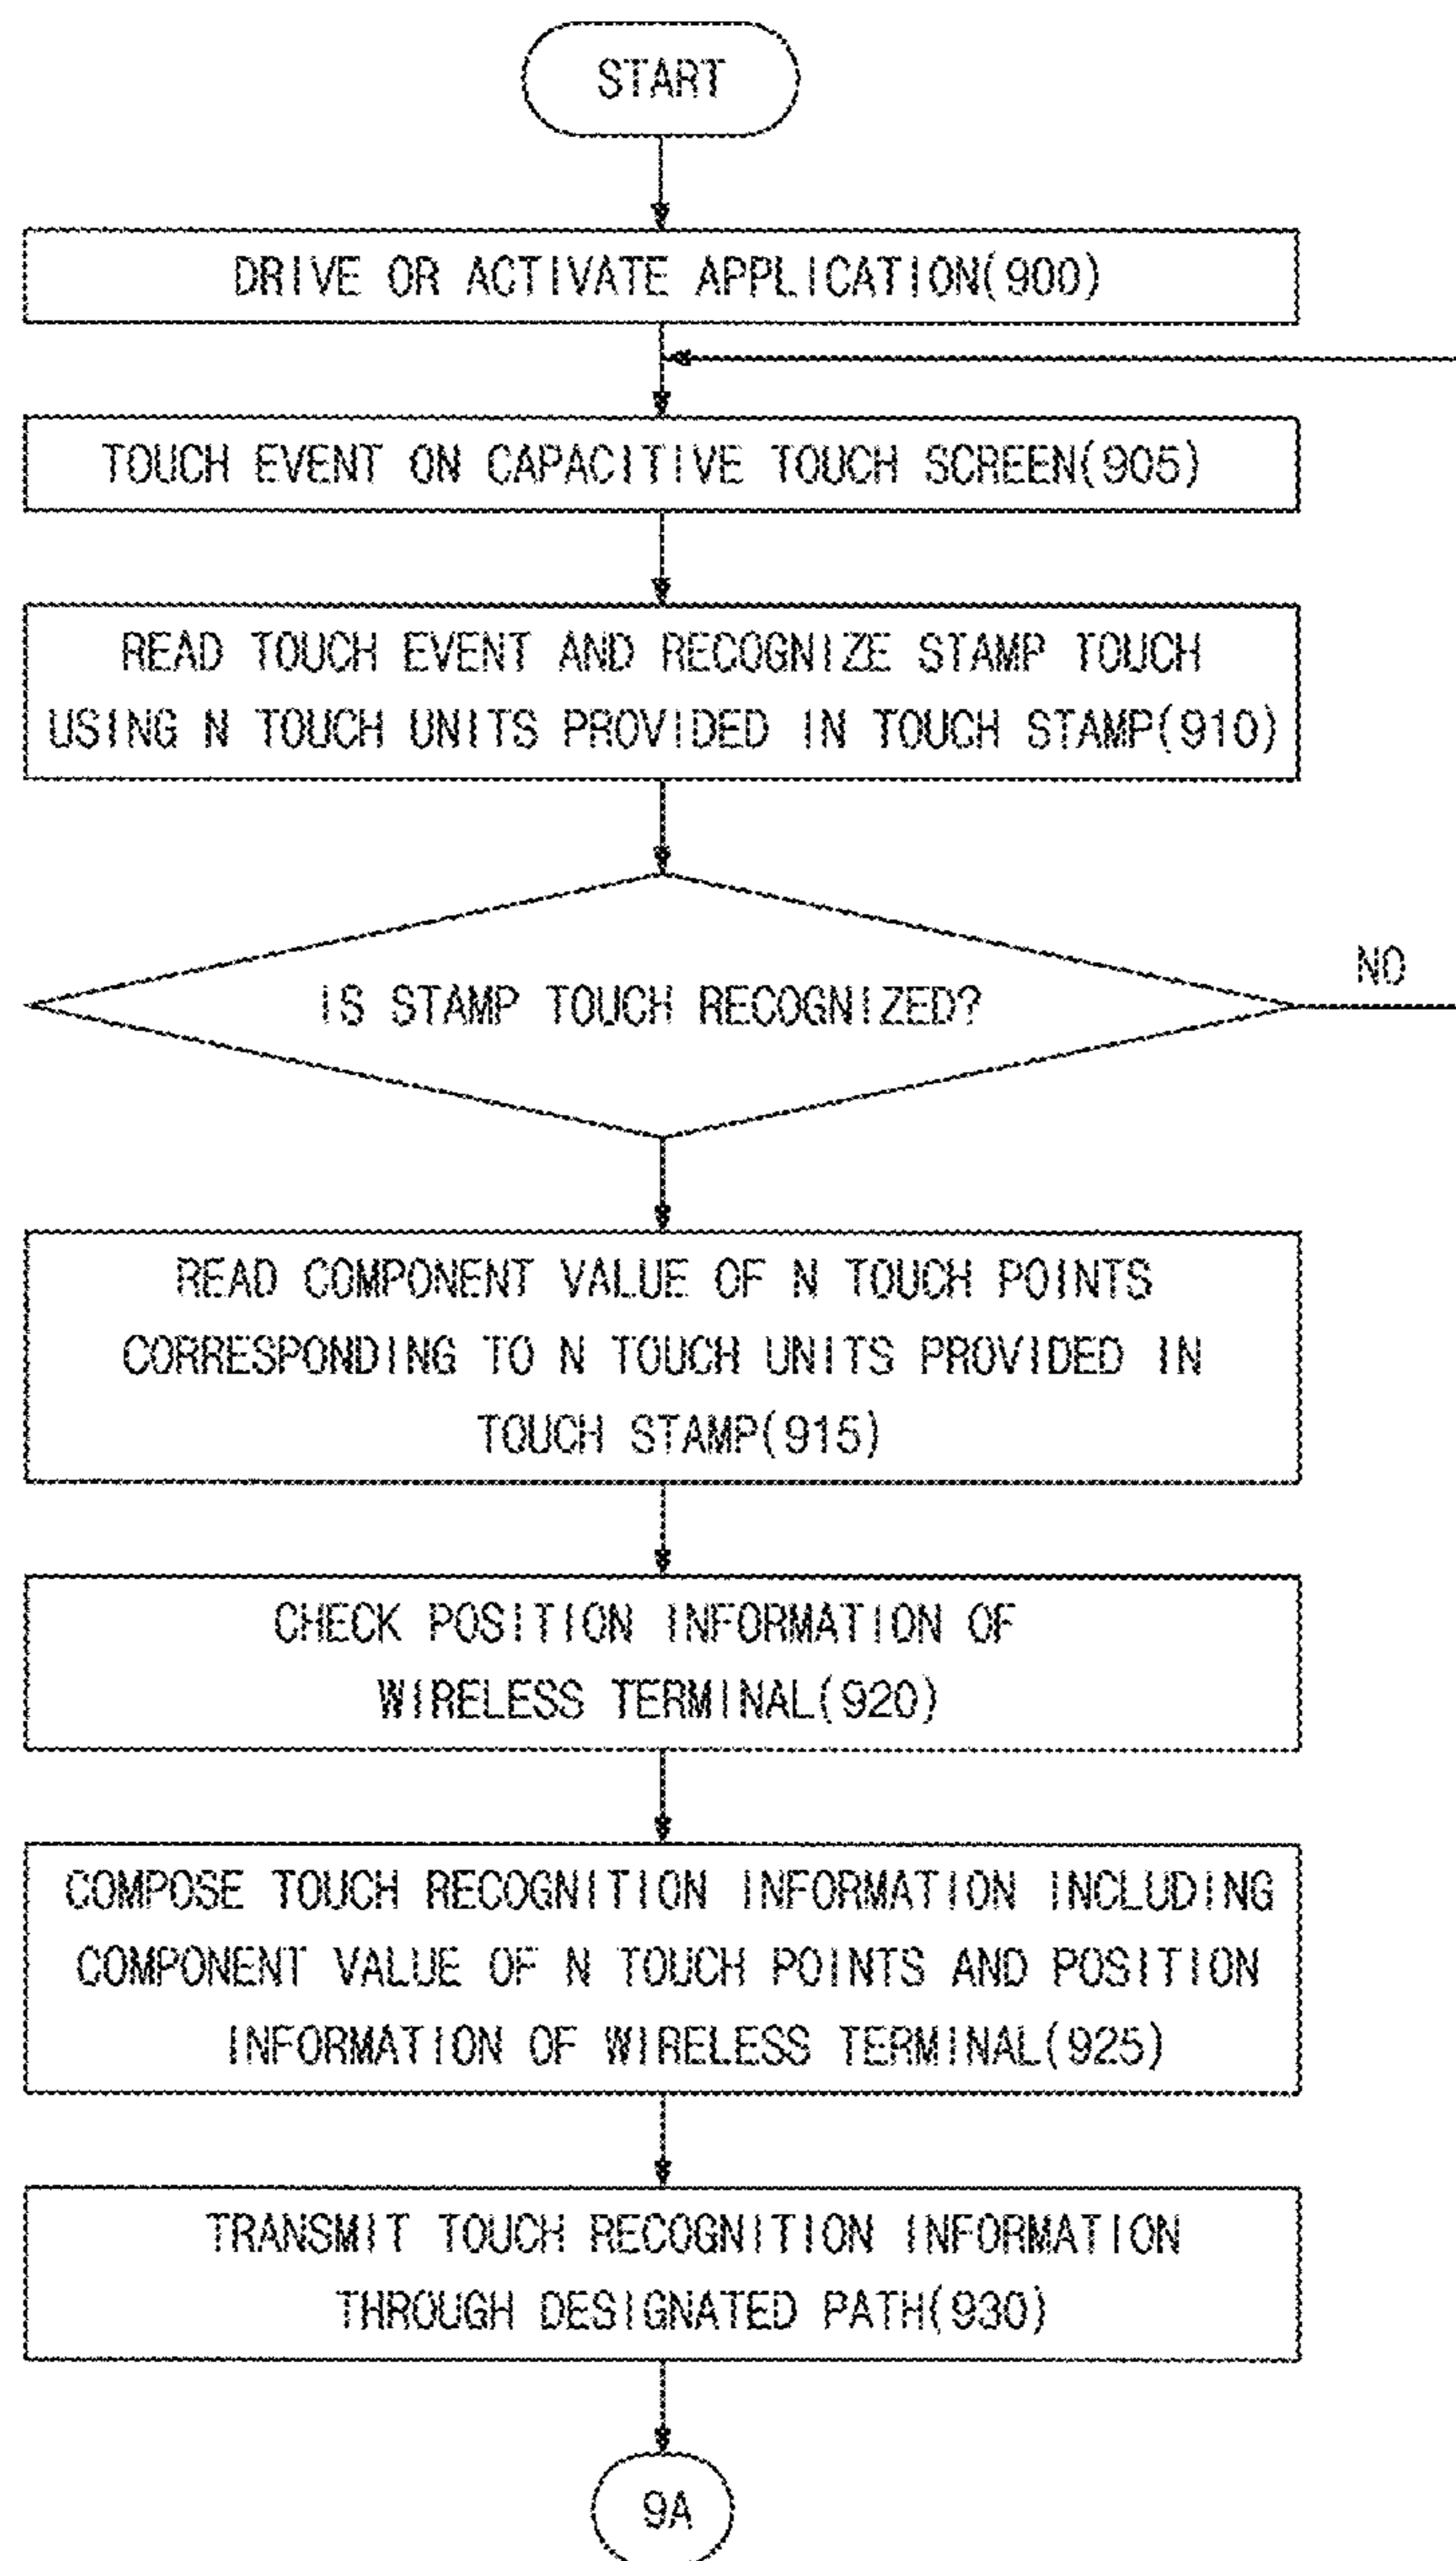 START
DRIVE OR ACTIVATE APPLICATION(900)
TOUCH EVENT ON CAPACITIVE TOUCH SCREEN(905)
READ TOUCH EVENT AND RECOGNIZE STAMP TOUCH
USING N TOUCH UNITS PROVIDED IN TOUCH STAMP(910)
NO
IS STAMP TOUCH RECOGNIZED?
READ COMPONENT VALUE OF N TOUCH POINTS
CORRESPONDING TO N TOUCH UNITS PROVIDED IN
TOUCH STAMP(915)
CHECK POSITION INFORMATION OF
WIRELESS TERMINAL(920)
COMPOSE TOUCH RECOGNITION INFORMATION INCLUDING
COMPONENT VALUE OF N TOUCH POINTS AND POSITION
INFORMATION OF WIRELESS TERMINAL(925)
TRANSMIT TOUCH RECOGNITION INFORMATION
THROUGH DESIGNATED PATH(930)
9A